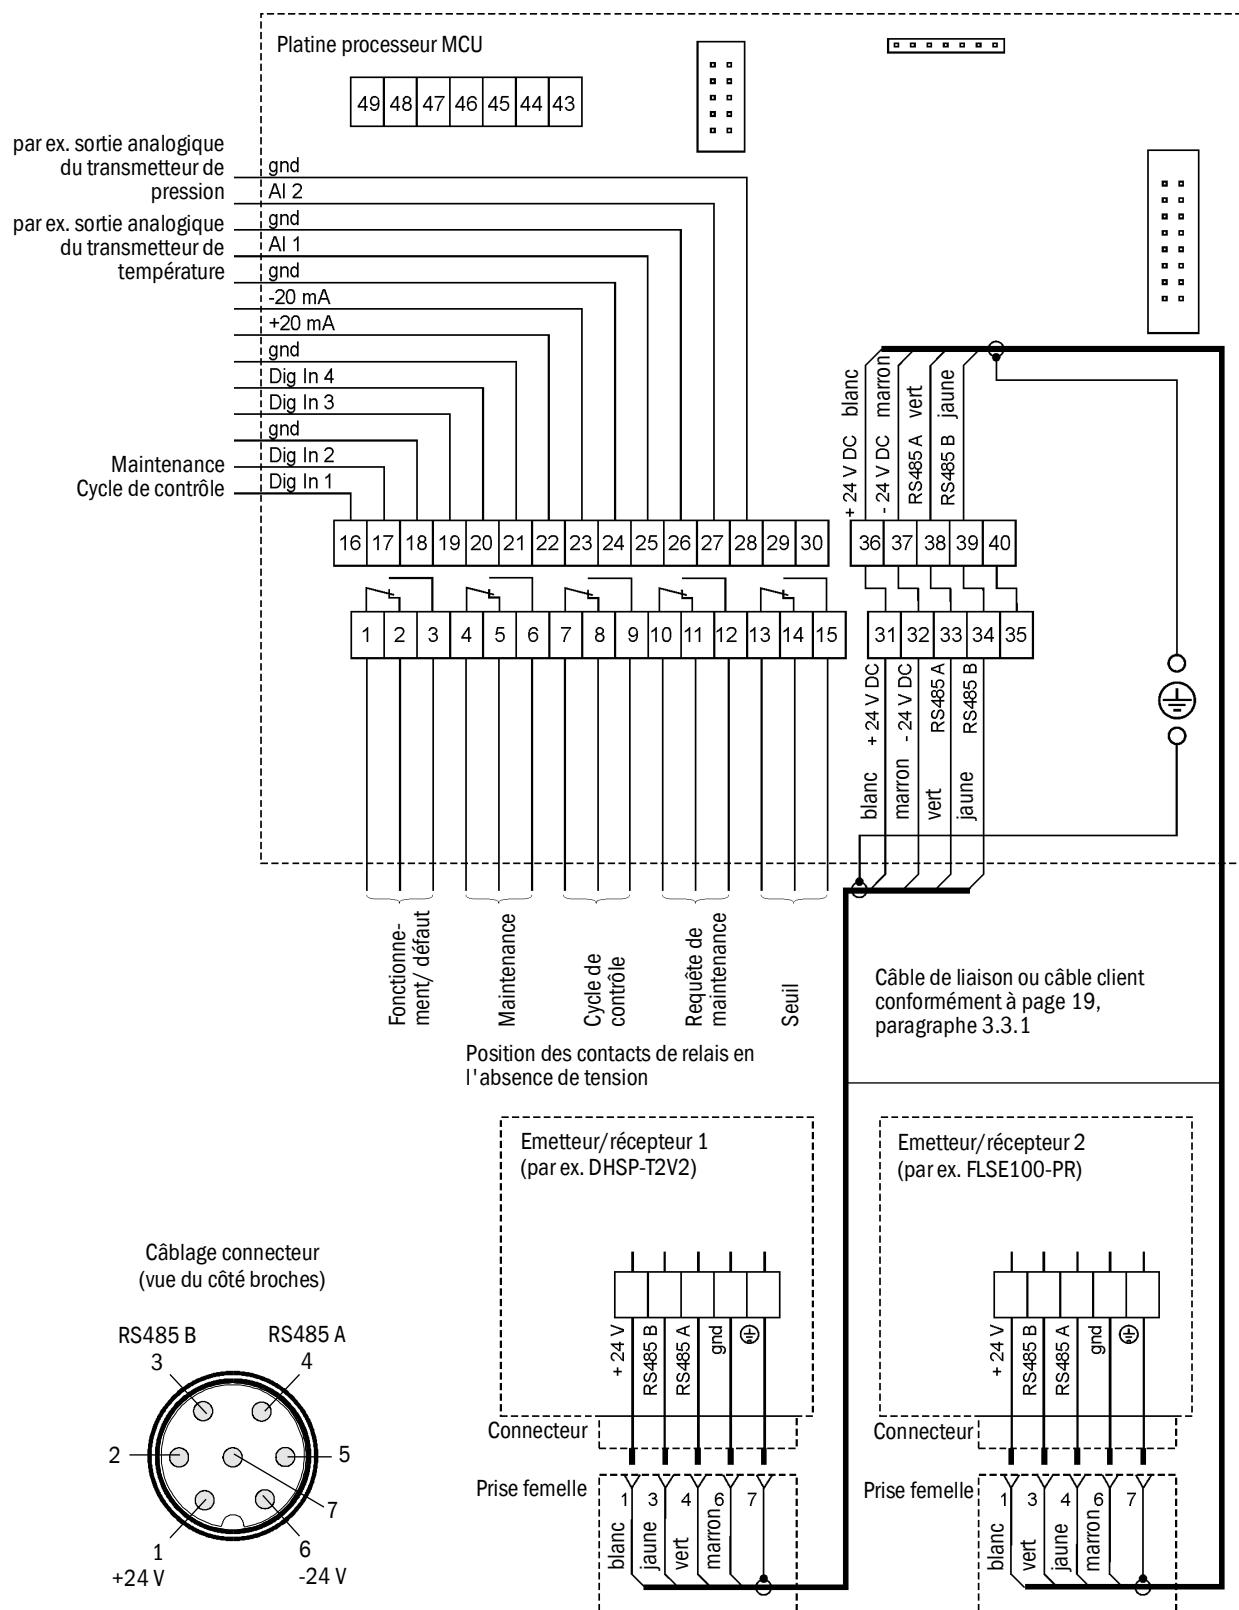 Platine processeur MCU
49 48 47 46 45 44 43
par ex. sortie analogique
du transmetteur de
pression
gnd
AI 2
par ex. sortie analogique
du transmetteur de
température
gnd
AI 1
gnd
-20 mA
+20 mA
gnd
Dig In 4
Dig In 3
gnd
Maintenance
Dig In 2
Cycle de contrôle
Dig In 1
+ 24 V DC blanc
- 24 V DC marron
RS485 A vert
RS485 B jaune
16 17 18 19 20 21 22 23 24 25 26 27 28 29 30
36 37 38 39 40
1 2 3 4 5 6 7 8 9 10 11 12 13 14 15
31 32 33 34 35
blanc + 24 V DC
marron - 24 V DC
vert RS485 A
jaune RS485 B
Fonctionne-
ment/ défaut
Maintenance
Cycle de
contrôle
Requête de
maintenance
Seuil
Câble de liaison ou câble client
conformément à page 19,
paragraphe 3.3.1
Position des contacts de relais en
l'absence de tension
Emetteur/récepteur 1
(par ex. DHSP-T2V2)
+ 24 V
RS485 B
RS485 A
gnd
Connecteur
Prise femelle
1 3 4 6 7
blanc
jaune
vert
marron
Emetteur/récepteur 2
(par ex. FLSE100-PR)
+ 24 V
RS485 B
RS485 A
gnd
Connecteur
Prise femelle
1 3 4 6 7
blanc
vert
jaune
marron
Câblage connecteur
(vue du côté broches)
RS485 B
RS485 A
3
4
2
5
7
1
6
+24 V
-24 V